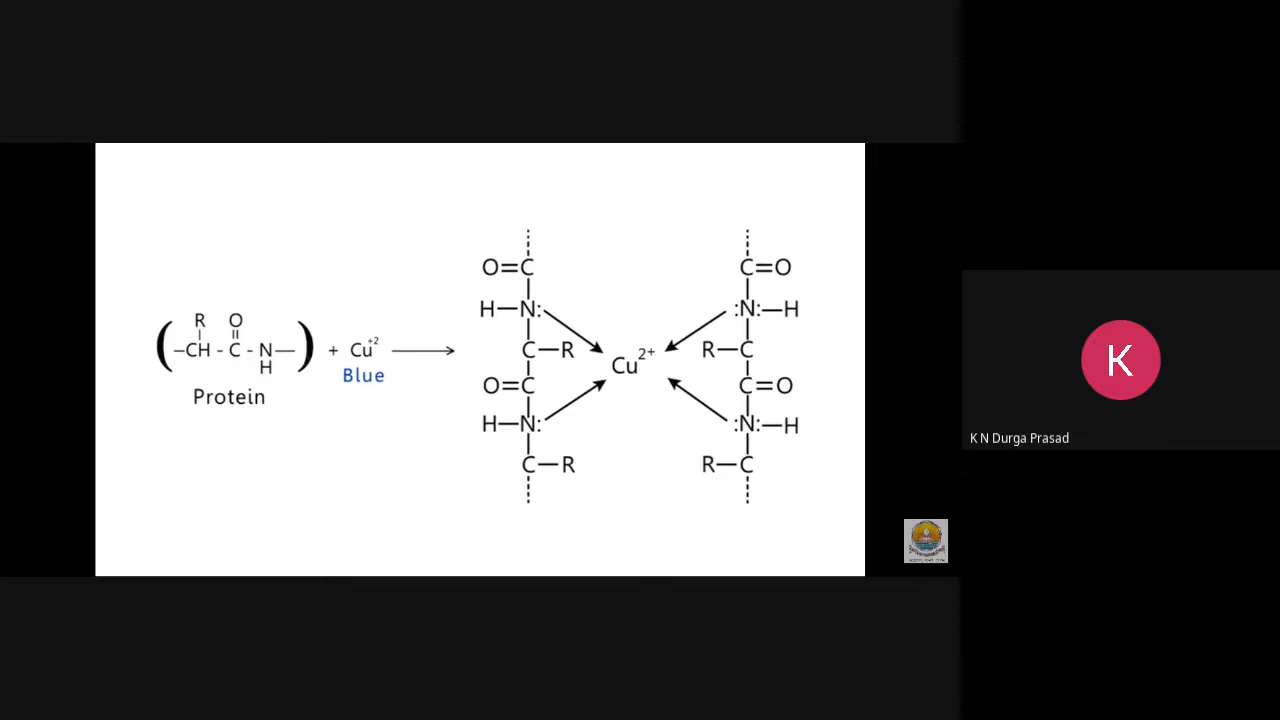 R O
(–CH - C - N—) + Cu+2
H
Blue
Protein
O=C
H—N:
C—R
O=C
H—N:
C—R
Cu2+
C=O
:N:—H
R—C
C=O
:N:—H
R—C
K
K N Durga Prasad